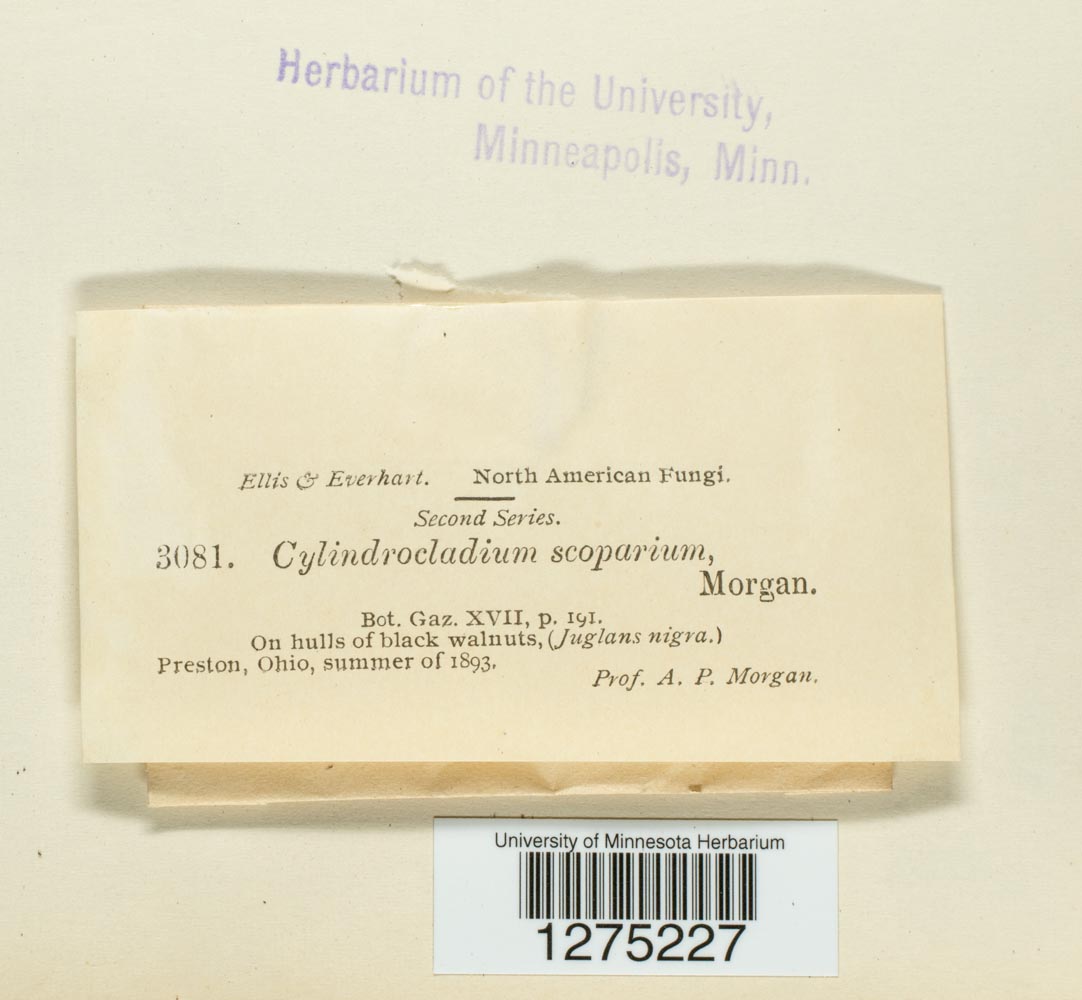 Herbarium of the University,
Minneapolis, Minn.
Ellis & Everhart. North American Fungi.
Second Series.
3081. Cylindrocladium scoparium,
Morgan.
Bot. Gaz. XVII, p. 191.
On hulls of black walnuts, (Juglans nigra.)
Preston, Ohio, summer of 1893.
Prof. A. P. Morgan.
University of Minnesota Herbarium
1275227